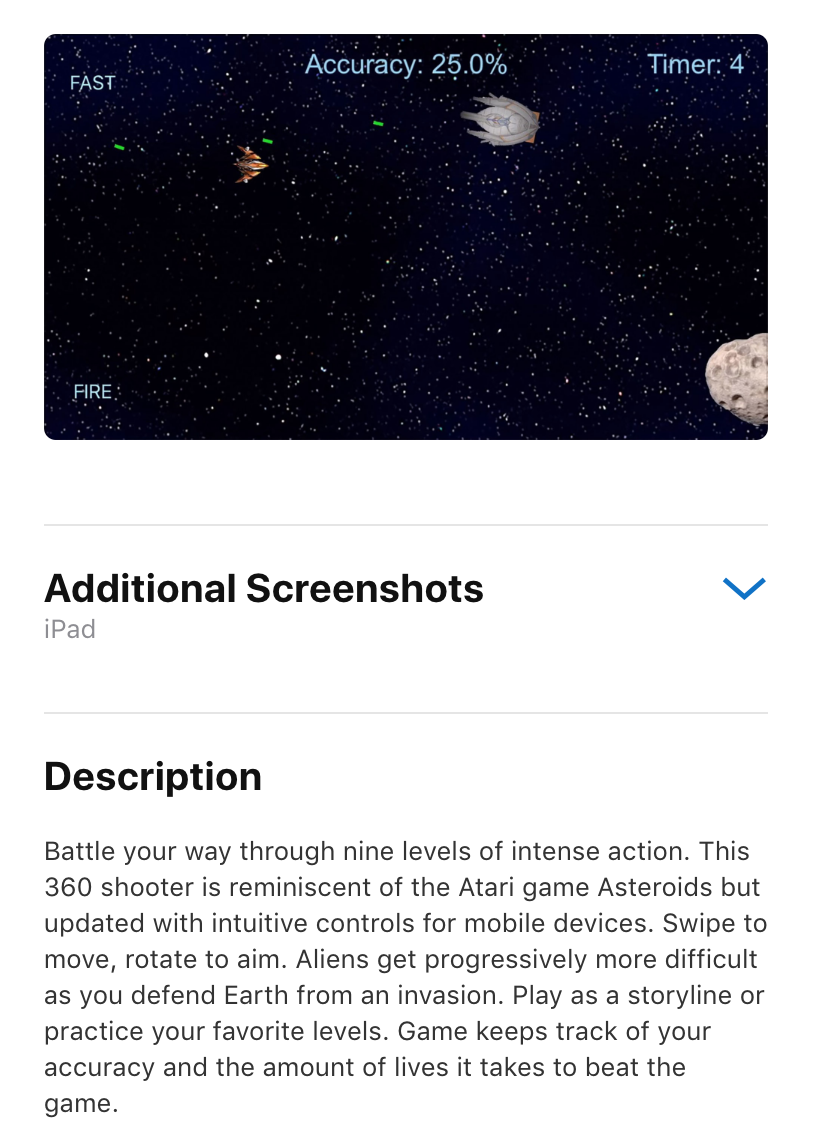 Accuracy: 25.0%
Timer: 4
FAST
FIRE
Additional Screenshots
iPad
Description
Battle your way through nine levels of intense action. This
360 shooter is reminiscent of the Atari game Asteroids but
updated with intuitive controls for mobile devices. Swipe to
move, rotate to aim. Aliens get progressively more difficult
as you defend Earth from an invasion. Play as a storyline or
practice your favorite levels. Game keeps track of your
accuracy and the amount of lives it takes to beat the
game.